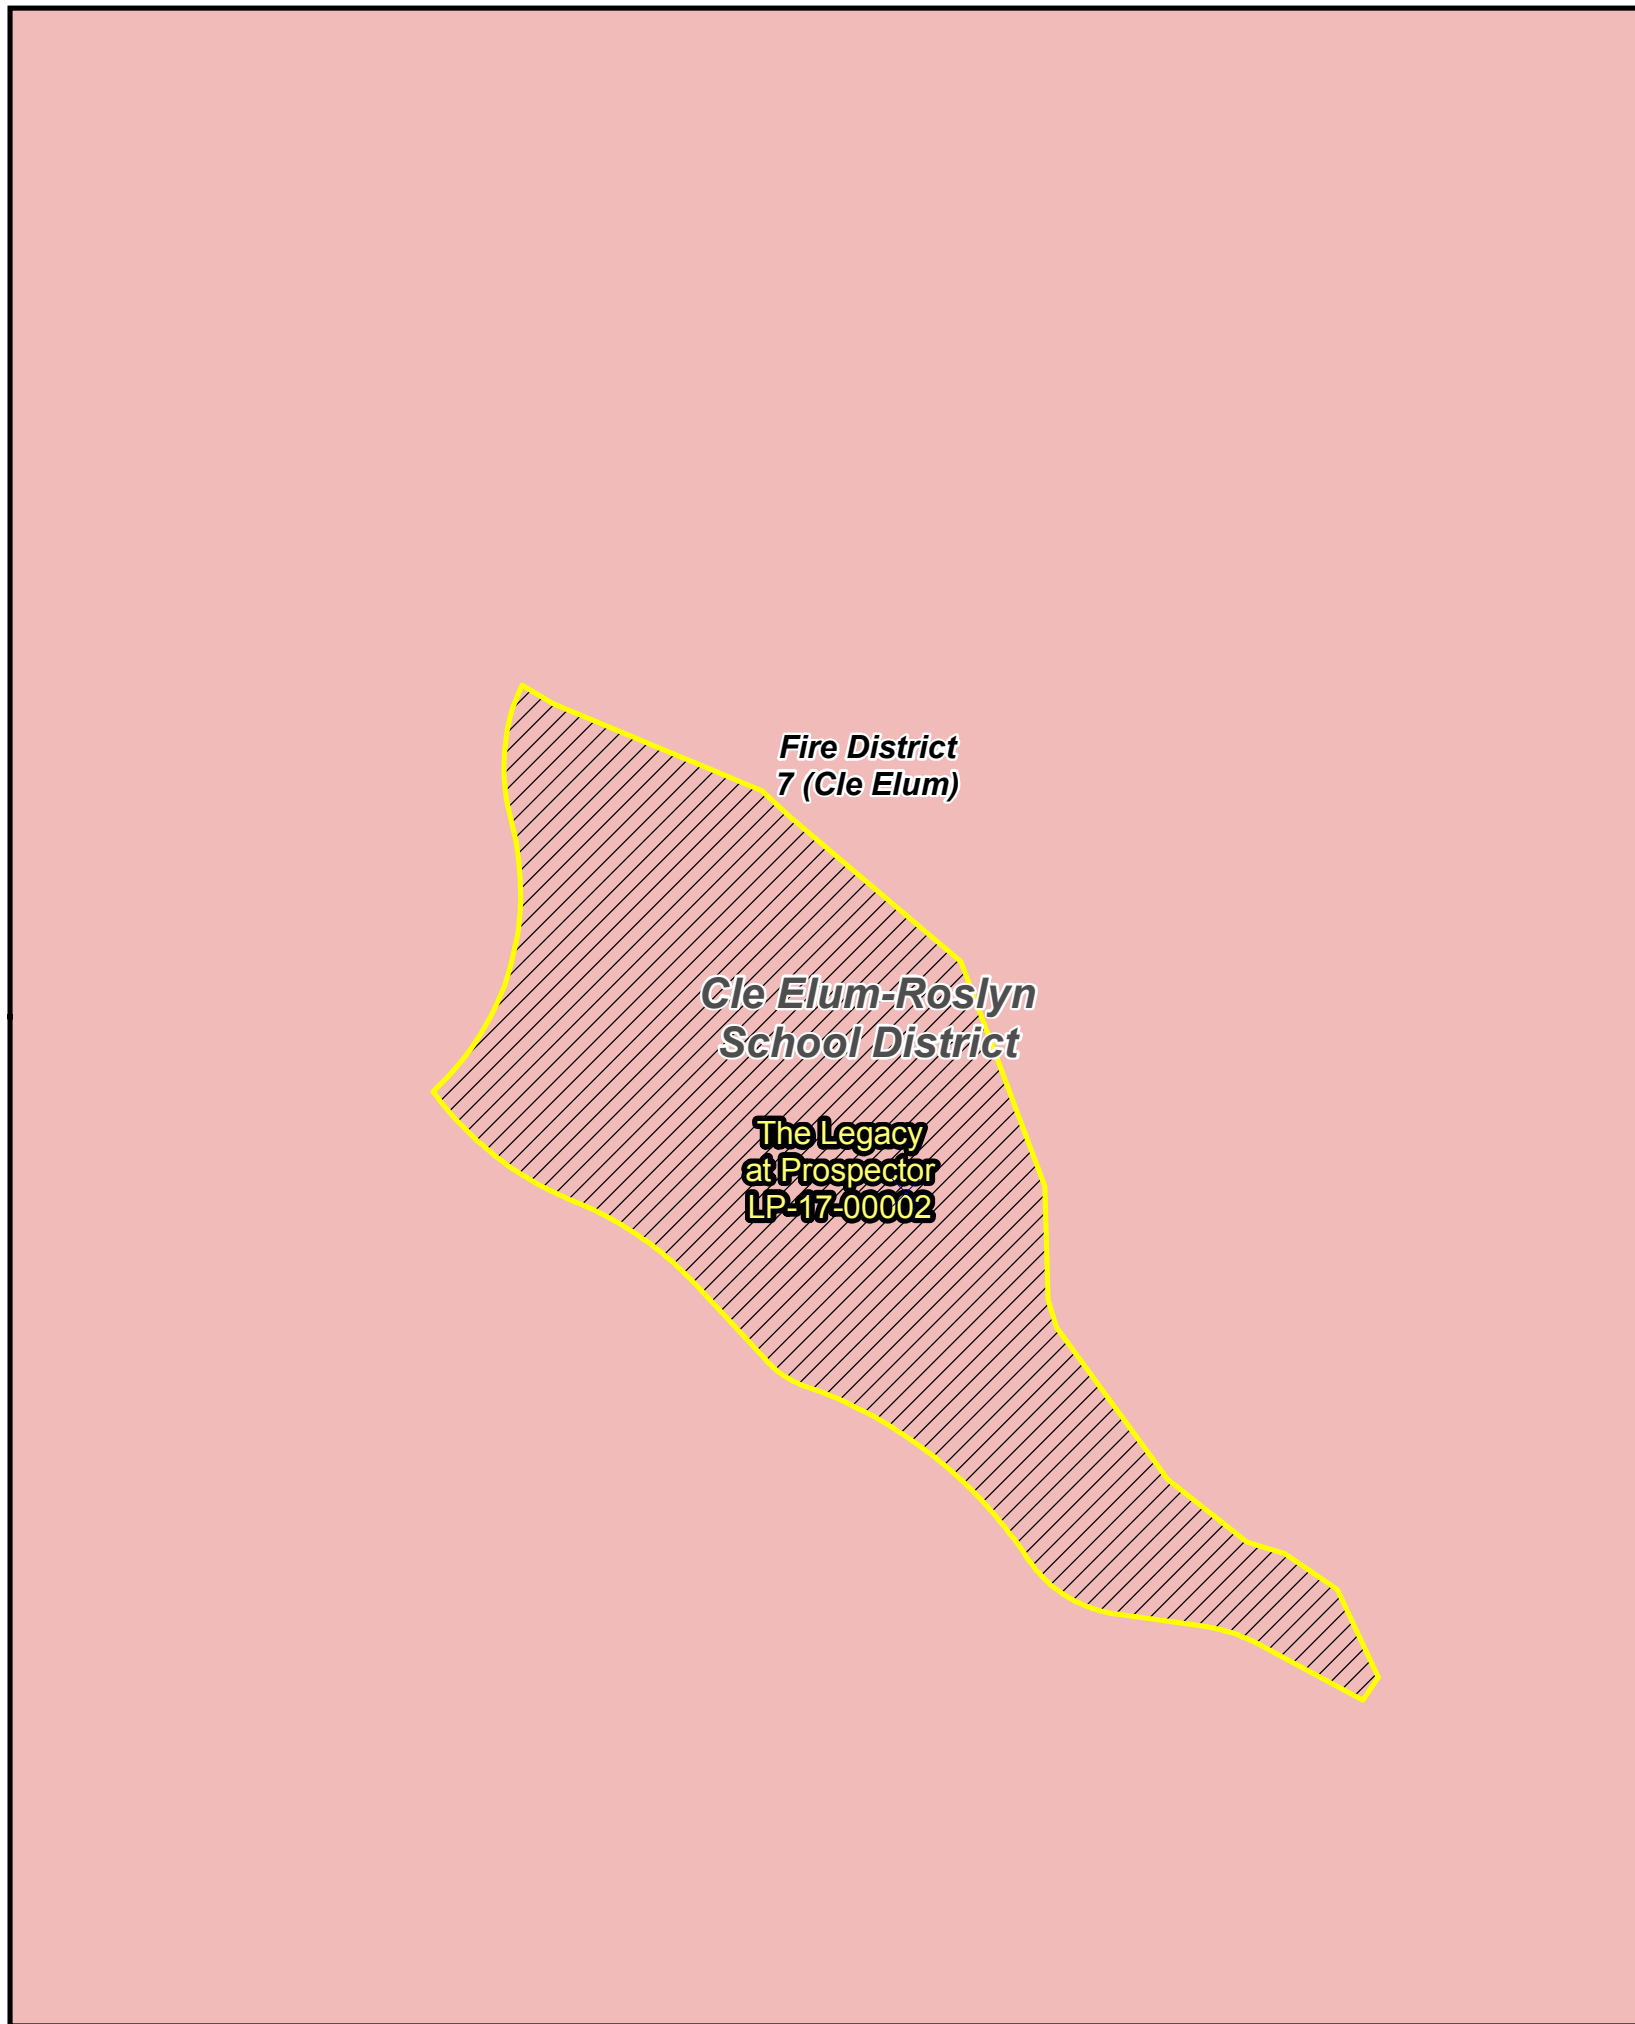 Fire District
7 (Cle Elum)
Cle Elum-Roslyn
School District
The Legacy
at Prospector
LP-17-00002